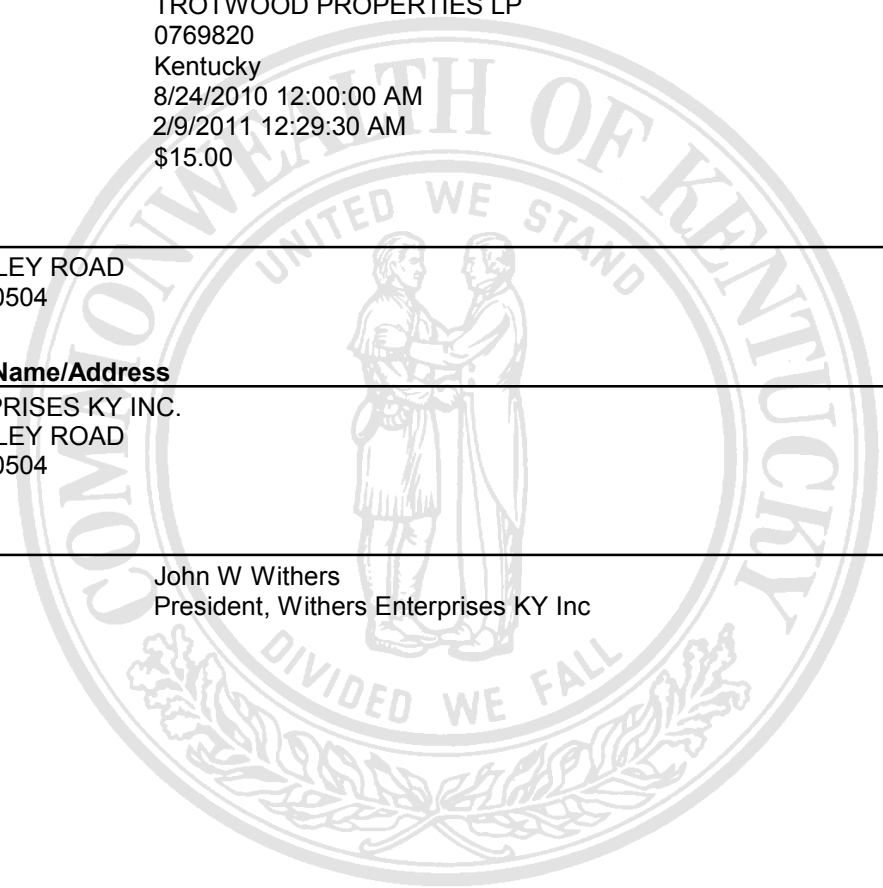 TROTWOOD PROPERTIES LP
0769820
Kentucky
8/24/2010 12:00:00 AM
2/9/2011 12:29:30 AM
$15.00
LEY ROAD
0504
Name/Address
PRISES KY INC.
LEY ROAD
0504
John W Withers
President, Withers Enterprises KY Inc
COMMONWEALTH OF KENTUCKY
UNITED WE STAND
DIVIDED WE FALL